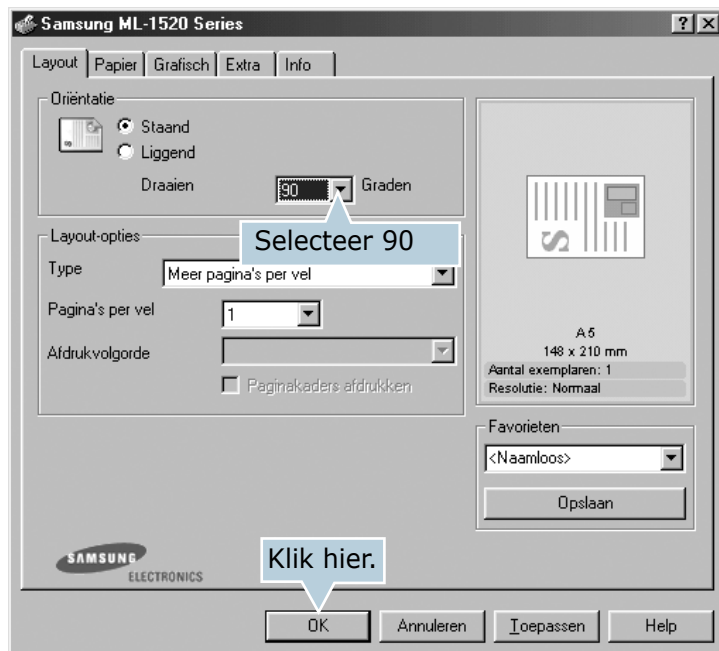 Samsung ML-1520 Series
Layout Papier Grafisch Extra Info
Oriëntatie
Staand
Liggend
Draaien 90 Graden
Selecteer 90
Layout-opties
Type Meer pagina's per vel
Pagina's per vel 1
Afdrukvolgorde
Paginakaders afdrukken
S
A5
148 x 210 mm
Aantal exemplaren: 1
Resolutie: Normaal
Favorieten
<Naamloos>
Opslaan
SAMSUNG
ELECTRONICS
Klik hier.
OK Annuleren Toepassen Help